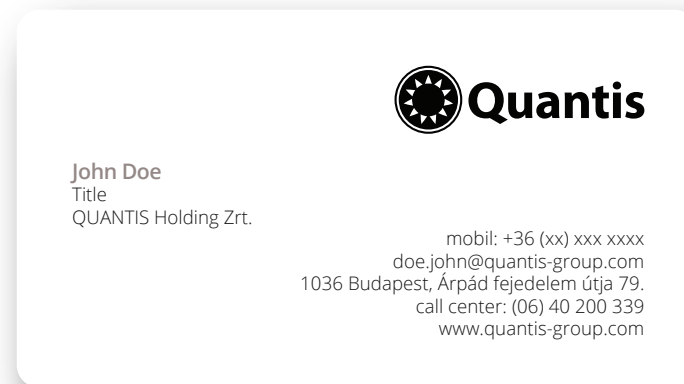 Quantis
John Doe
Title
QUANTIS Holding Zrt.
mobil: +36 (xx) xxx xxxx
doe.john@quantis-group.com
1036 Budapest, Árpád fejedelem útja 79.
call center: (06) 40 200 339
www.quantis-group.com